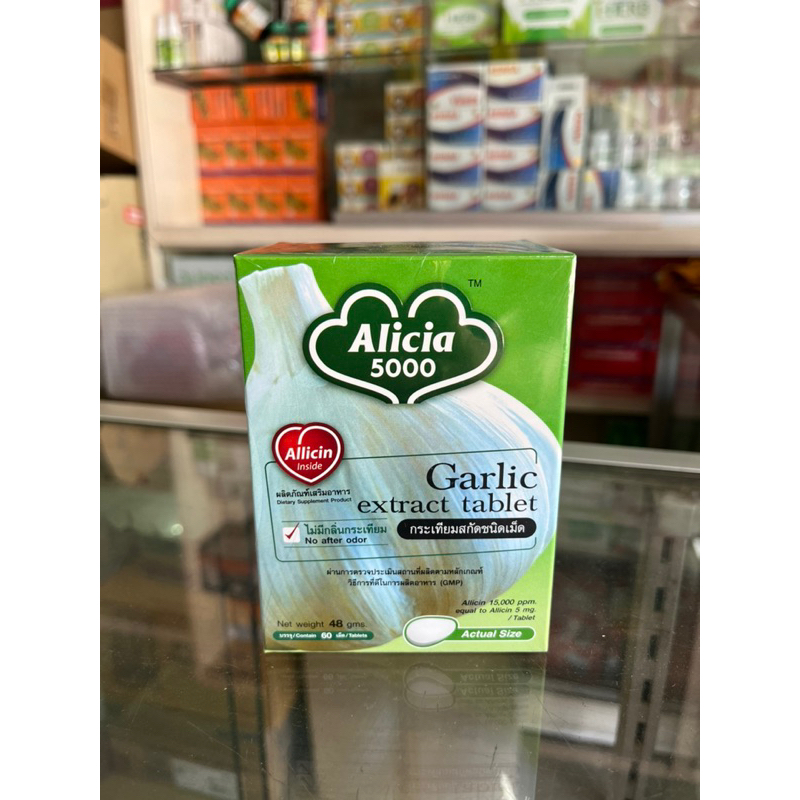 TM
Alicia
5000
Allicin
Inside
Garlic
extract tablet
ผลิตภัณฑ์เสริมอาหาร
Dietary Supplement Product
ไม่มีกลิ่นกระเทียม
No after odor
กระเทียมสกัดชนิดเม็ด
ผ่านการตรวจประเมินสถานที่ผลิตตามหลักเกณฑ์
วิธีการที่ดีในการผลิตอาหาร (GMP)
Allicin 15,000 ppm.
equal to Allicin 5 mg.
/ Tablet
Net weight 48 gms.
บรรจุ/Contain 60 เม็ด/Tablets
Actual Size